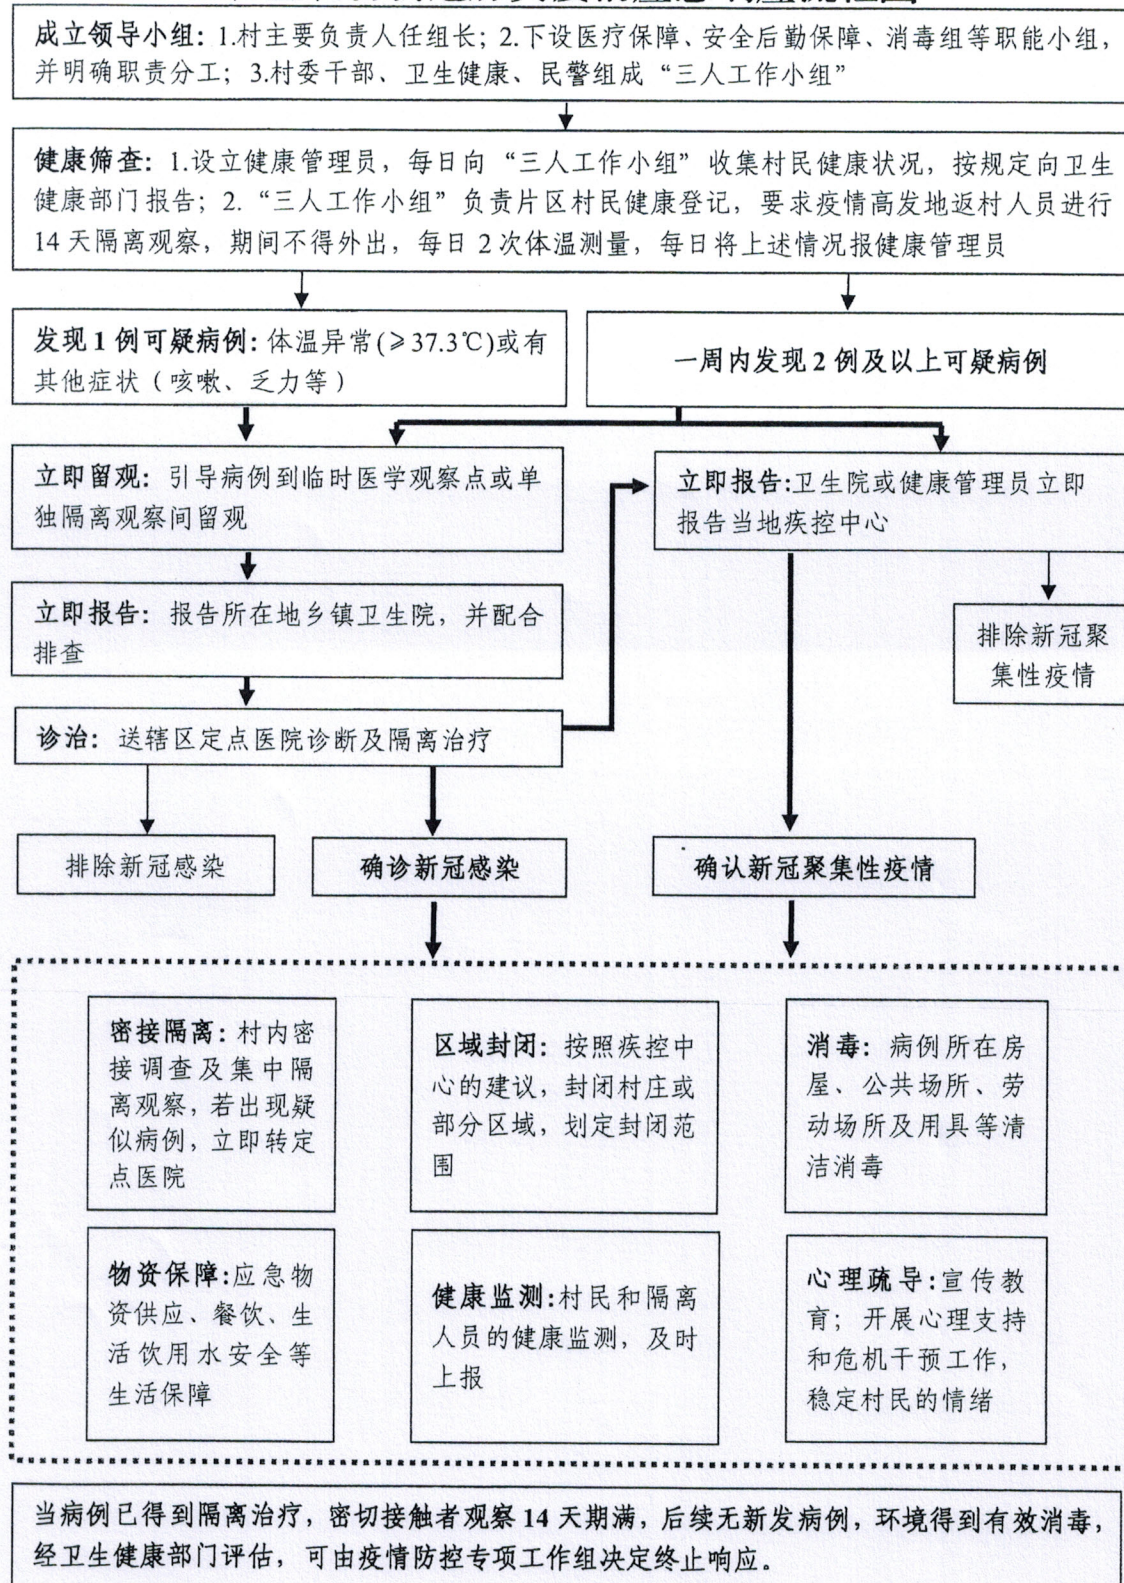 成立领导小组：1.村主要负责人任组长；2.下设医疗保障、安全后勤保障、消毒组等职能小组，
并明确职责分工；3.村委干部、卫生健康、民警组成“三人工作小组”
健康筛查：1.设立健康管理员，每日向“三人工作小组”收集村民健康状况，按规定向卫生
健康部门报告；2.“三人工作小组”负责片区村民健康登记，要求疫情高发地返村人员进行
14天隔离观察，期间不得外出，每日2次体温测量，每日将上述情况报健康管理员
发现1例可疑病例：体温异常(≥37.3℃)或有
其他症状（咳嗽、乏力等）
一周内发现2例及以上可疑病例
立即留观：引导病例到临时医学观察点或单
独隔离观察间留观
立即报告:卫生院或健康管理员立即
报告当地疾控中心
立即报告：报告所在地乡镇卫生院，并配合
排查
排除新冠聚
集性疫情
诊治：送辖区定点医院诊断及隔离治疗
排除新冠感染
确诊新冠感染
确认新冠聚集性疫情
密接隔离：村内密
接调查及集中隔
离观察，若出现疑
似病例，立即转定
点医院
区域封闭：按照疾控中
心的建议，封闭村庄或
部分区域，划定封闭范
围
消毒：病例所在房
屋、公共场所、劳
动场所及用具等清
洁消毒
物资保障:应急物
资供应、餐饮、生
活饮用水安全等
生活保障
健康监测:村民和隔离
人员的健康监测，及时
上报
心理疏导:宣传教
育；开展心理支持
和危机干预工作，
稳定村民的情绪
当病例已得到隔离治疗，密切接触者观察14天期满，后续无新发病例，环境得到有效消毒，
经卫生健康部门评估，可由疫情防控专项工作组决定终止响应。